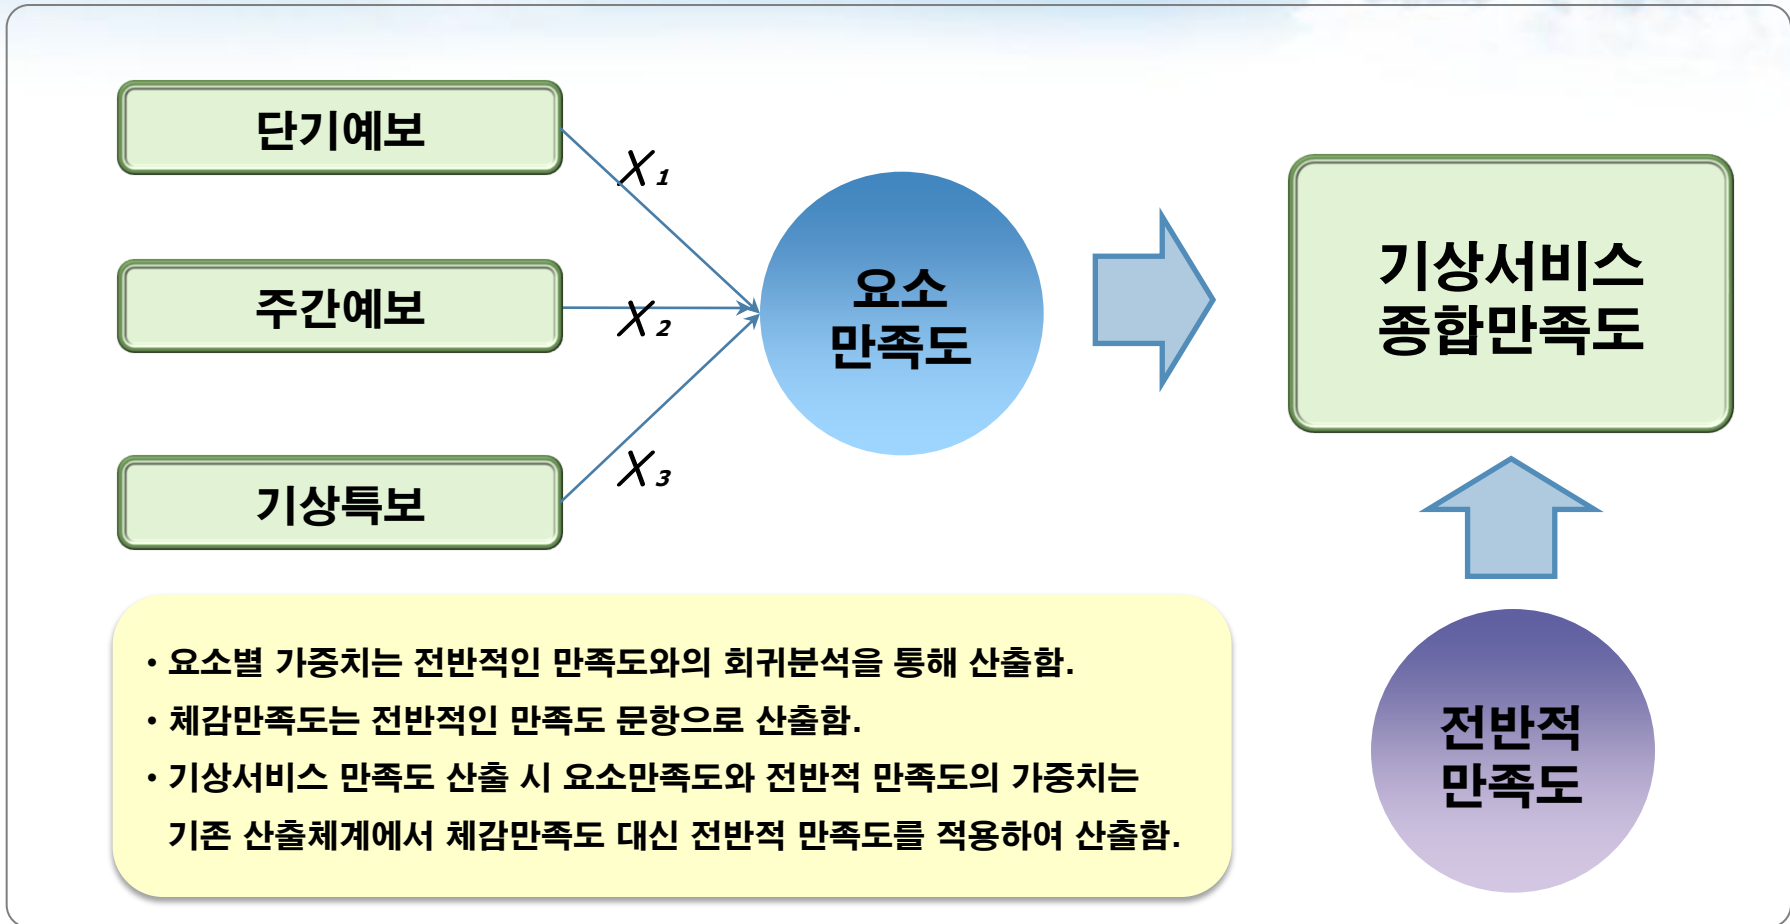 단기예보
X₁
주간예보
X₂
기상특보
X₃
요소
만족도
기상서비스
종합만족도
• 요소별 가중치는 전반적인 만족도와의 회귀분석을 통해 산출함.
• 체감만족도는 전반적인 만족도 문항으로 산출함.
• 기상서비스 만족도 산출 시 요소만족도와 전반적 만족도의 가중치는
기존 산출체계에서 체감만족도 대신 전반적 만족도를 적용하여 산출함.
전반적
만족도